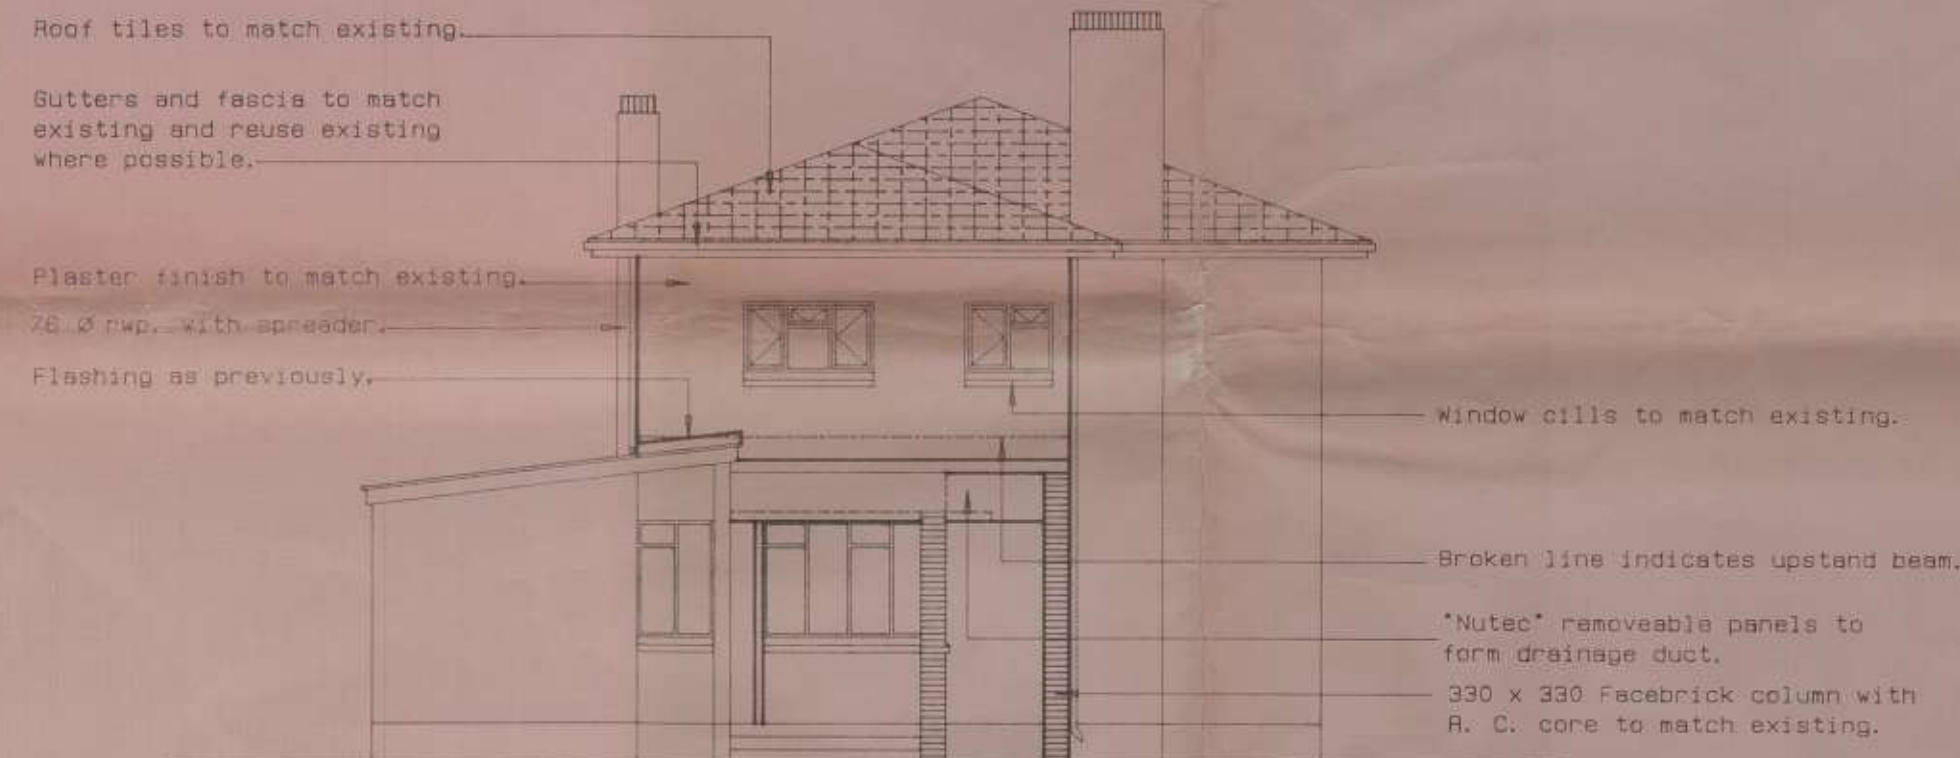 Roof tiles to match existing.
Gutters and fascia to match
existing and reuse existing
where possible.
Plaster finish to match existing.
76 Ø rwp. with spreader.
Flashing as previously.
Window cills to match existing.
Broken line indicates upstand beam.
"Nutec" removeable panels to
form drainage duct.
330 x 330 Facebrick column with
R. C. core to match existing.